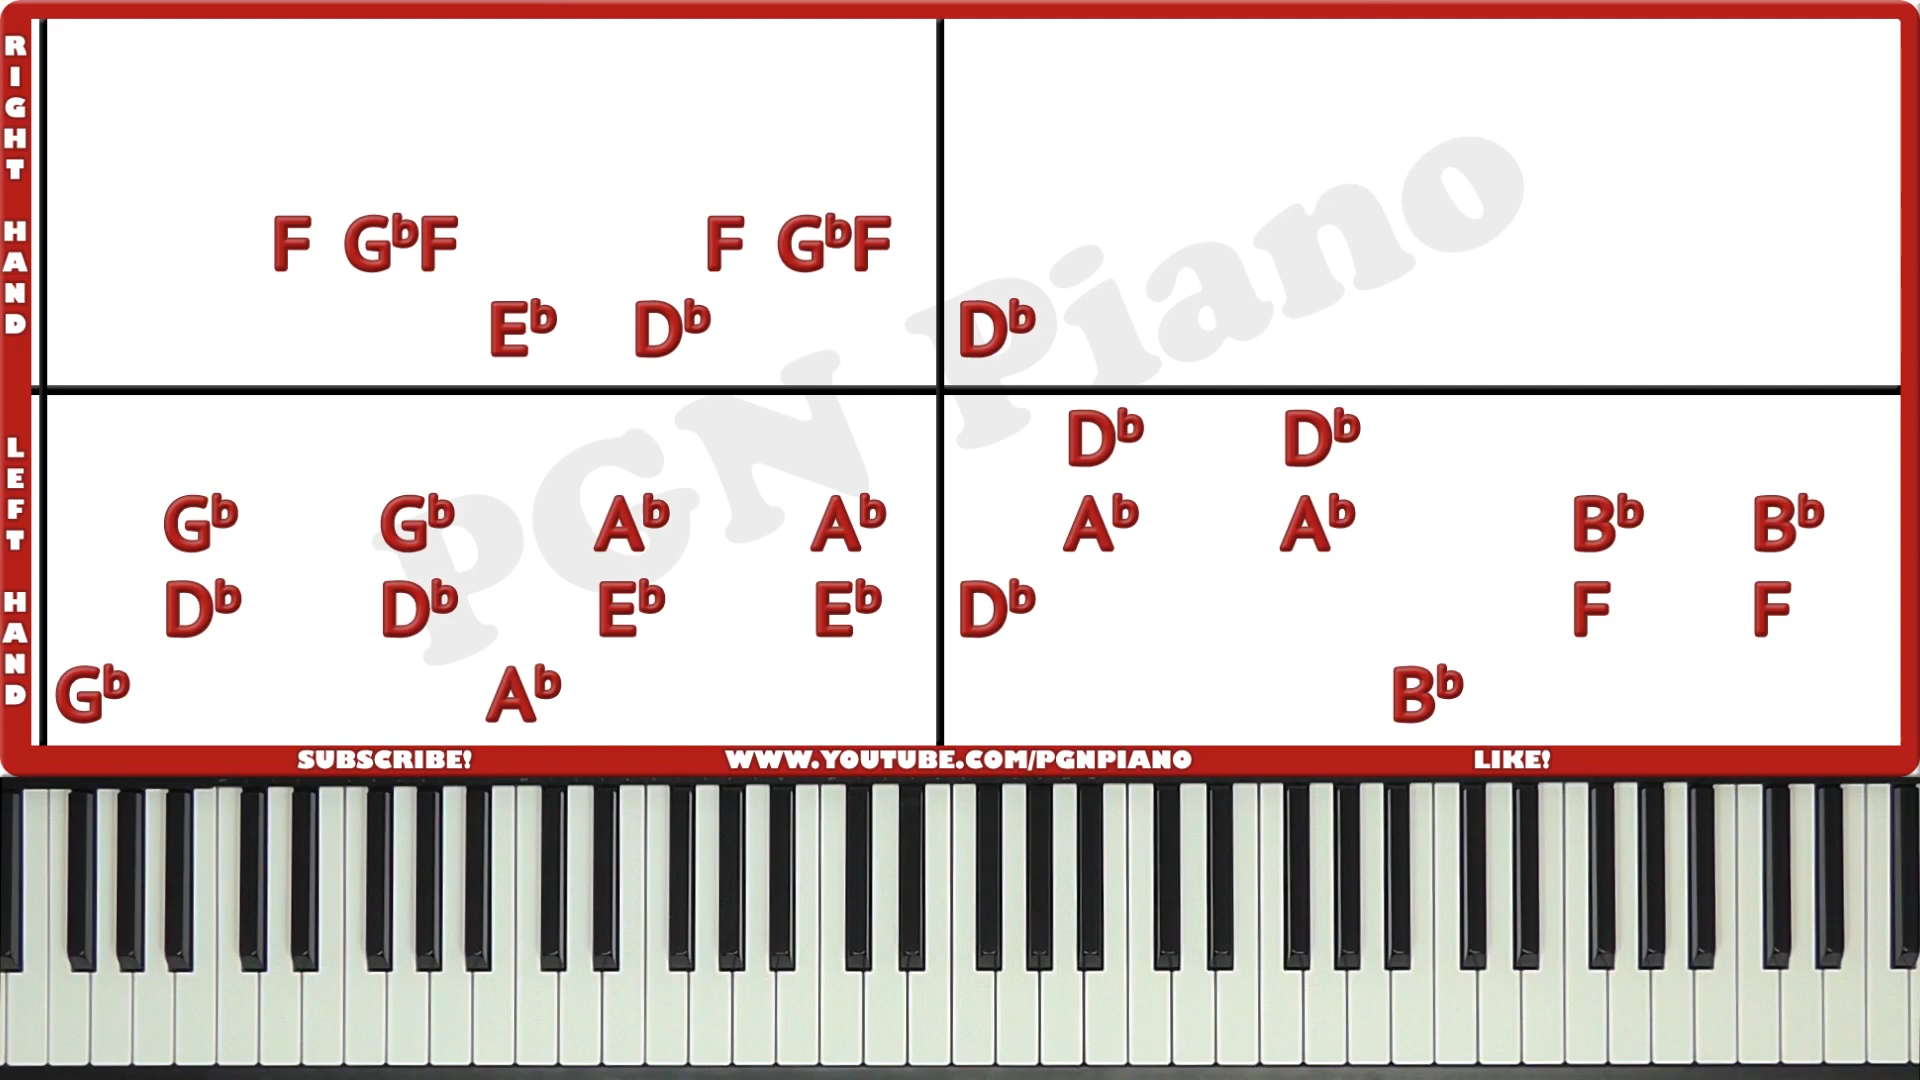 RIGHT HAND
F G♭ F F G♭ F
E♭ D♭ D♭
PGN Piano
LEFT HAND
D♭ D♭
G♭ G♭ A♭ A♭ A♭ A♭ B♭ B♭
D♭ D♭ E♭ E♭ D♭ F F
G♭ A♭ B♭
SUBSCRIBE! WWW.YOUTUBE.COM/PGNPIANO LIKE!